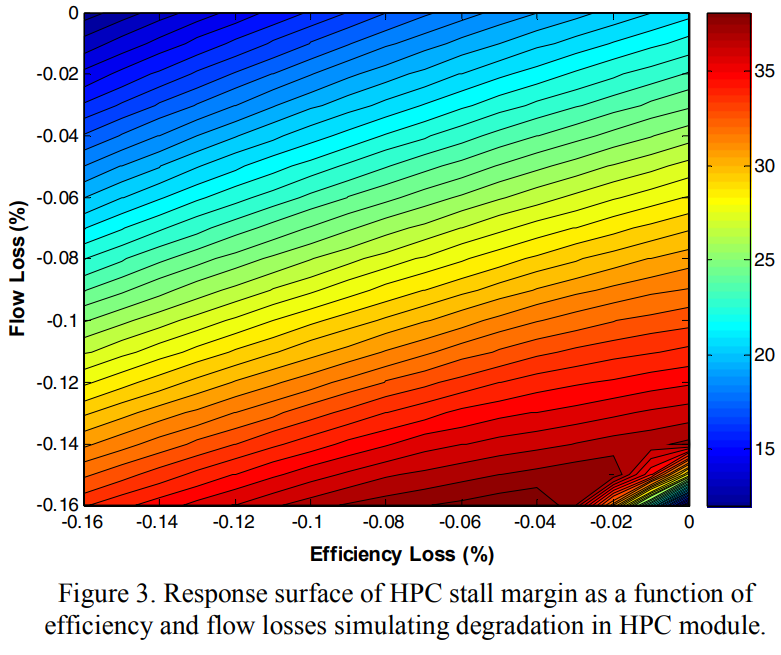 0
-0.02
-0.04
-0.06
-0.08
-0.1
-0.12
-0.14
-0.16
Flow Loss (%)
-0.16 -0.14 -0.12 -0.1 -0.08 -0.06 -0.04 -0.02 0
Efficiency Loss (%)
35
30
25
20
15
Figure 3. Response surface of HPC stall margin as a function of
efficiency and flow losses simulating degradation in HPC module.